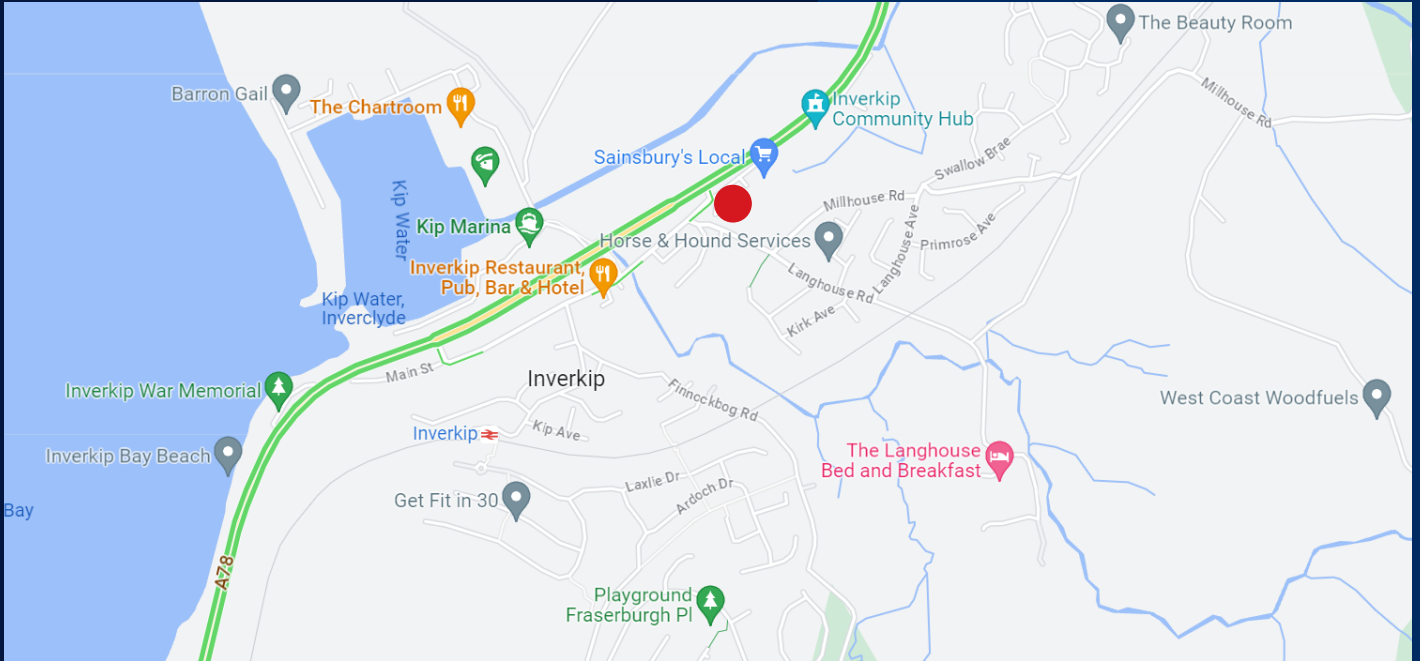 The Beauty Room
Barron Gail
The Chartroom
Millhouse Rd
Inverkip
Community Hub
Sainsbury's Local
Swallow Brae
Kip Water
Millhouse Rd
Kip Marina
Horse & Hound Services
Langhouse Ave
Primrose Ave
Inverkip Restaurant,
Pub, Bar & Hotel
Langhouse Rd
Kip Water,
Inverclyde
Kirk Ave
Main St
Inverkip
Inverkip War Memorial
Finnockbog Rd
West Coast Woodfuels
Inverkip
Kip Ave
Inverkip Bay Beach
The Langhouse
Bed and Breakfast
Laxlie Dr
Ardoch Dr
Get Fit in 30
Bay
A78
Playground
Fraserburgh Pl